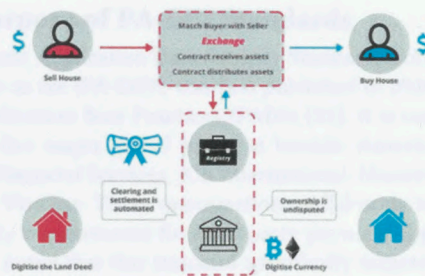 Match Buyer with Seller
Exchange
Contract receives assets
Contract distributes assets
$
$
Sell House
Buy House
Registry
Clearing and
settlement is
automated
Ownership is
undisputed
Digitise the Land Deed
Digitise Currency